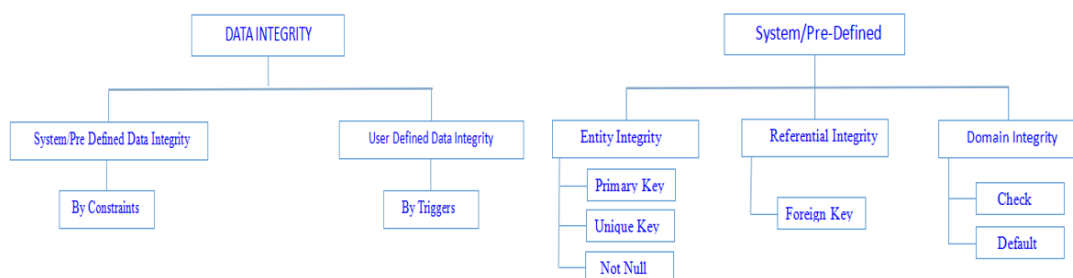 DATA INTEGRITY
System/Pre Defined Data Integrity
User Defined Data Integrity
By Constraints
By Triggers
System/Pre-Defined
Entity Integrity
Referential Integrity
Domain Integrity
Primary Key
Unique Key
Not Null
Foreign Key
Check
Default